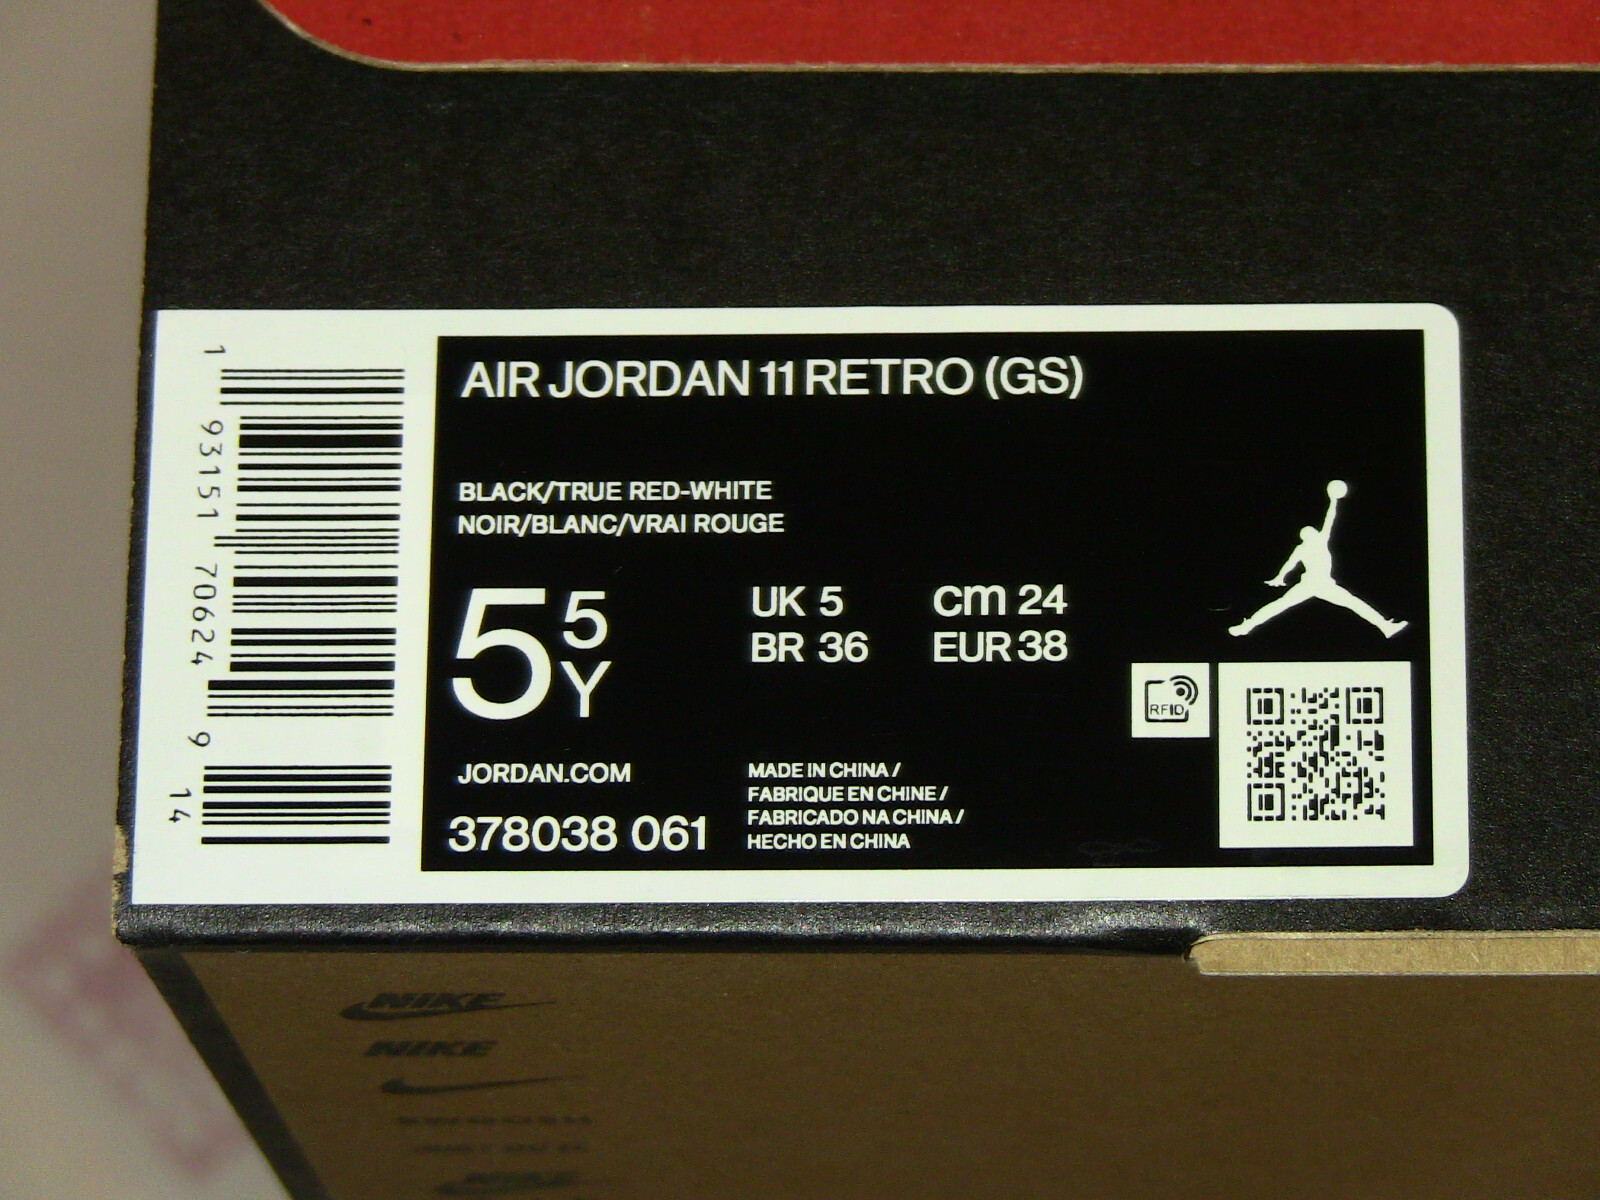 AIR JORDAN 11 RETRO (GS)
BLACK/TRUE RED-WHITE
NOIR/BLANC/VRAI ROUGE
5 5 Y
UK 5
cm 24
BR 36
EUR 38
RFID
JORDAN.COM
378038 061
MADE IN CHINA /
FABRIQUE EN CHINE /
FABRICADO NA CHINA /
HECHO EN CHINA
1 93151 70624 9 14
NIKE
NIKE
NIKE